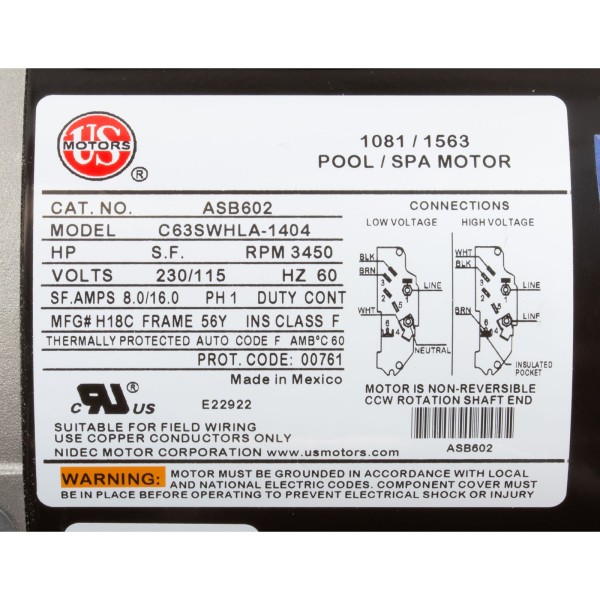 US
MOTORS
®
1081 / 1563
POOL / SPA MOTOR
CAT. NO. ASB602
MODEL C63SWHLA-1404
HP S.F. RPM 3450
VOLTS 230/115 HZ 60
SF. AMPS 8.0/16.0 PH 1 DUTY CONT
MFG# H18C FRAME 56Y INS CLASS F
THERMALLY PROTECTED AUTO CODE F AMB°C 60
PROT. CODE: 00761
Made in Mexico
C UR US E22922
SUITABLE FOR FIELD WIRING
USE COPPER CONDUCTORS ONLY
NIDEC MOTOR CORPORATION www.usmotors.com
CONNECTIONS
LOW VOLTAGE HIGH VOLTAGE
BLK
BRN
WHT
LINE
NEUTRAL
WHT
BLK
BRN
LINE
LINE
INSULATED
POCKET
MOTOR IS NON-REVERSIBLE
CCW ROTATION SHAFT END
ASB602
WARNING: MOTOR MUST BE GROUNDED IN ACCORDANCE WITH LOCAL
AND NATIONAL ELECTRIC CODES. COMPONENT COVER MUST
BE IN PLACE BEFORE OPERATING TO PREVENT ELECTRICAL SHOCK OR INJURY